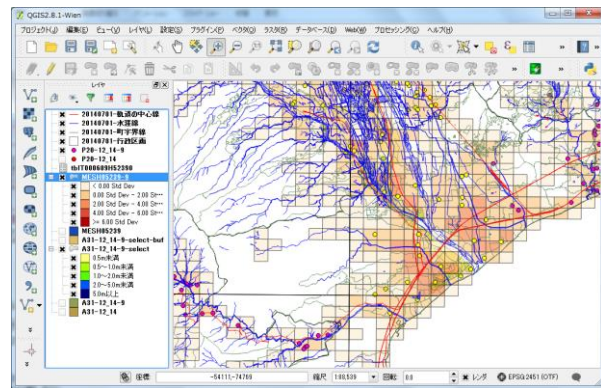 QGIS2.8.1-Wien
プロジェクト(J) 編集(E) ビュー(V) レイヤ(L) 設定(S) プラグイン(P) ベクタ(O) ラスタ(R) データベース(D) Web(W) プロセッシング(C) ヘルプ(H)
レイヤ
20140701-軌道の中心線
20140701-水涯線
20140701-町字界線
20140701-行政区画
P20-12_14-9
P20-12_14
tblT000609H52390
MESH05239-9
< 0.00 Std Dev
0.00 Std Dev - 2.00 St…
2.00 Std Dev - 4.00 St…
4.00 Std Dev - 6.00 St…
>= 6.00 Std Dev
MESH05239
A31-12_14-9-select-buf
A31-12_14-9-select
0.5m未満
0.5～1.0m未満
1.0～2.0m未満
2.0～5.0m未満
5.0m以上
A31-12_14-9
A31-12_14
座標: -54111,-74768 縮尺 1:88,539 回転: 0.0 レンダ EPSG:2451 (OTF)